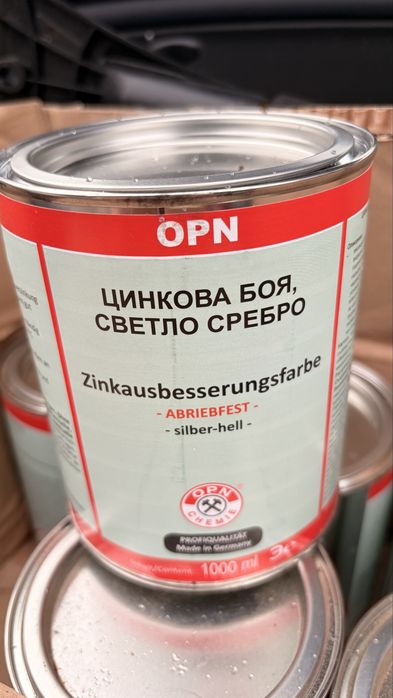 OPN
ЦИНКОВА БОЯ,
СВЕТЛО СРЕБРО
Zinkausbesserungsfarbe
- ABRIEBFEST -
- silber-hell -
OPN
CHEMIE
®
PROFIQUALITÄT
Made in Germany
1000 ml